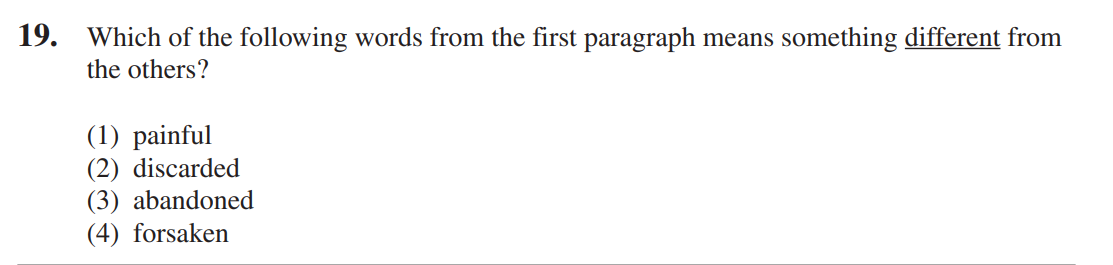 19. Which of the following words from the first paragraph means something different from
the others?
(1) painful
(2) discarded
(3) abandoned
(4) forsaken